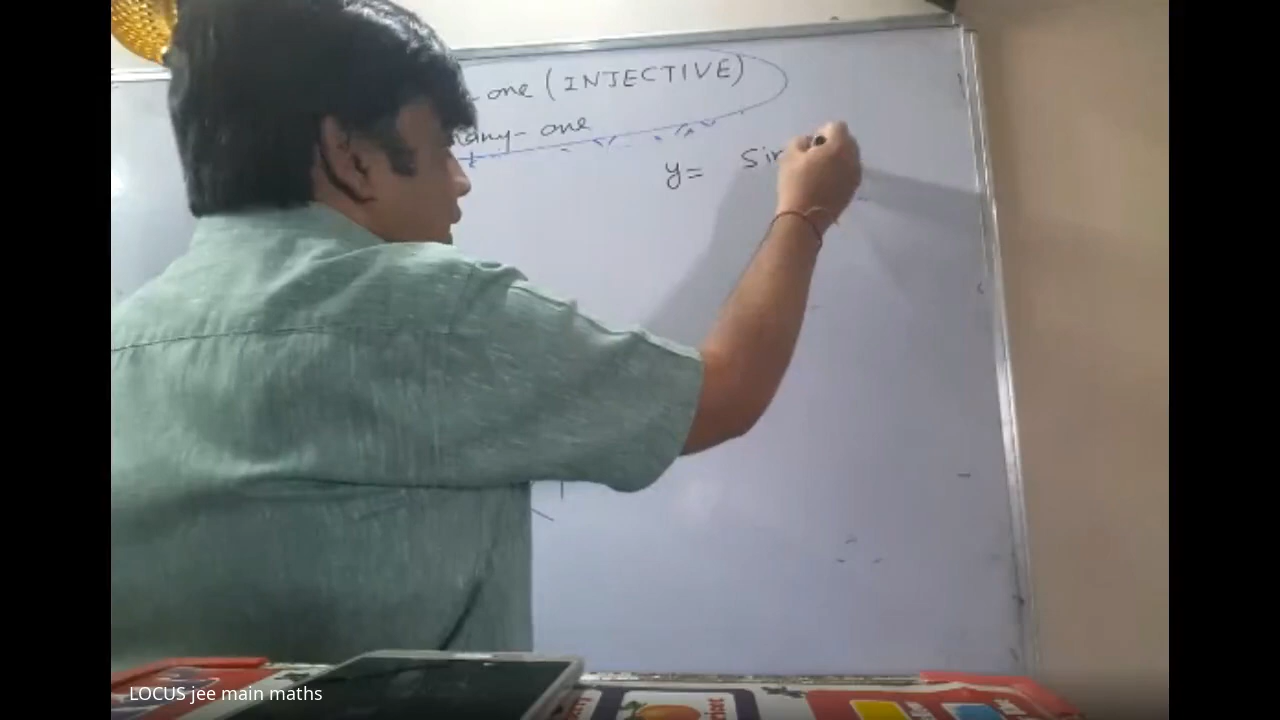 one (INJECTIVE)
many- one
y= Sin
LOCUS jee main maths